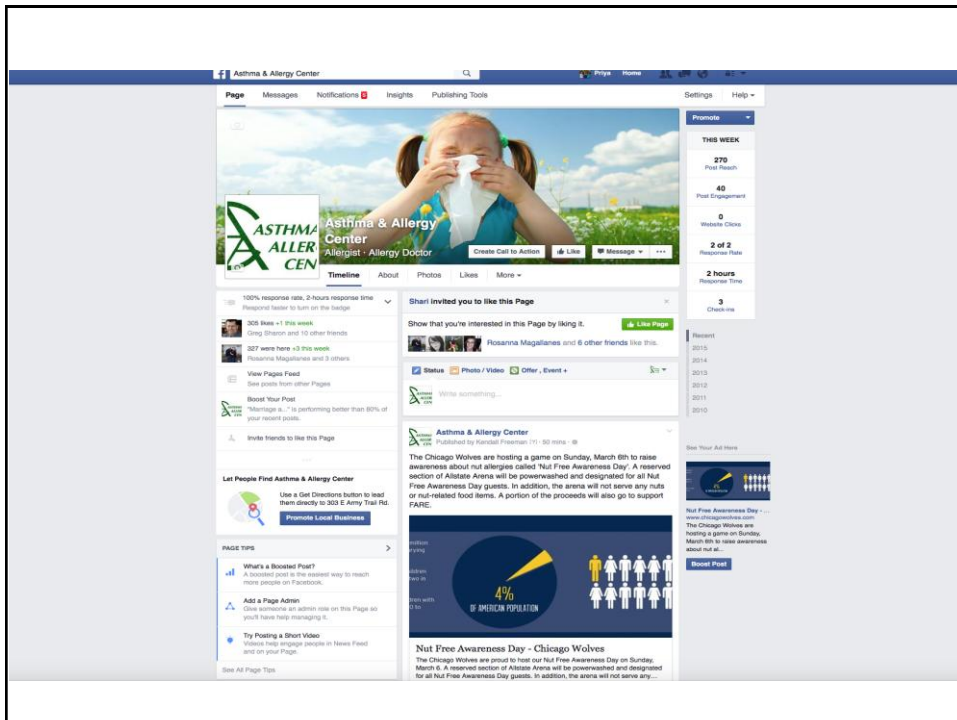 Asthma & Allergy Center
Priya Home
Page Messages Notifications Insights Publishing Tools Settings Help
Promote
THIS WEEK
270
Post Reach
40
Post Engagement
0
Website Clicks
2 of 2
Response Rate
2 hours
Response Time
3
Check-ins
Recent
2015
2014
2013
2012
2011
2010
ASTHMA
ALLER
CEN
Asthma & Allergy
Center
Allergist · Allergy Doctor
Create Call to Action Like Message
Timeline About Photos Likes More
100% response rate, 2-hours response time
Respond faster to turn on the badge
305 likes +1 this week
Greg Sharon and 10 other friends
327 were here +3 this week
Rosanna Magallanes and 3 others
View Pages Feed
See posts from other Pages
Boost Your Post
"Marriage a..." is performing better than 80% of
your recent posts.
Invite friends to like this Page
Let People Find Asthma & Allergy Center
Use a Get Directions button to lead
them directly to 303 E Army Trail Rd.
Promote Local Business
PAGE TIPS
What's a Boosted Post?
A boosted post is the easiest way to reach
more people on Facebook.
Add a Page Admin
Give someone an admin role on this Page so
you'll have help managing it.
Try Posting a Short Video
Videos help engage people in News Feed
and on your Page.
See All Page Tips
Shari invited you to like this Page
Show that you're interested in this Page by liking it.
Like Page
Rosanna Magallanes and 6 other friends like this.
Status Photo / Video Offer, Event +
Write something...
Asthma & Allergy Center
Published by Kendall Freeman [?] · 50 mins
The Chicago Wolves are hosting a game on Sunday, March 6th to raise
awareness about nut allergies called 'Nut Free Awareness Day'. A reserved
section of Allstate Arena will be powerwashed and designated for all Nut
Free Awareness Day guests. In addition, the arena will not serve any nuts
or nut-related food items. A portion of the proceeds will also go to support
FARE.
4%
OF AMERICAN POPULATION
Nut Free Awareness Day - Chicago Wolves
The Chicago Wolves are proud to host our Nut Free Awareness Day on Sunday,
March 6. A reserved section of Allstate Arena will be powerwashed and designated
for all Nut Free Awareness Day guests. In addition, the arena will not serve any...
See Your Ad Here
Nut Free Awareness Day - ...
www.chicagowolves.com
The Chicago Wolves are
hosting a game on Sunday,
March 6th to raise awareness
about nut al...
Boost Post